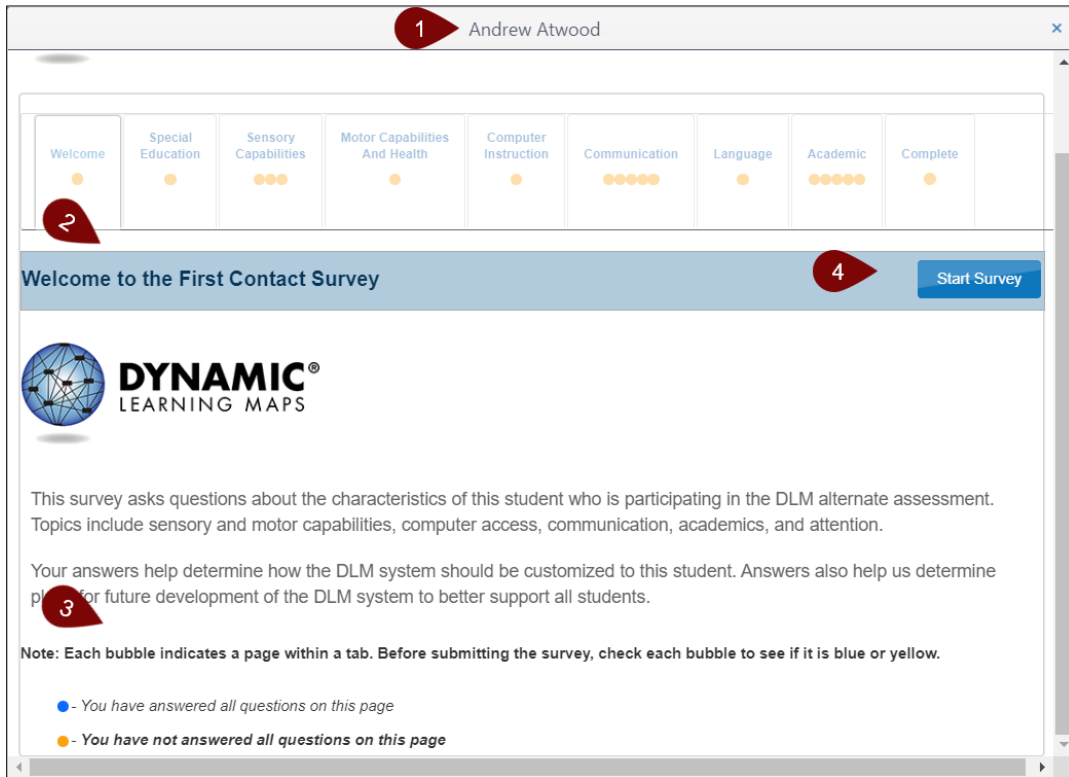 1 Andrew Atwood ×
Special Sensory Motor Capabilities Computer
Welcome Education Capabilities And Health Instruction Communication Language Academic Complete
2
Welcome to the First Contact Survey 4 Start Survey
DYNAMIC®
LEARNING MAPS
This survey asks questions about the characteristics of this student who is participating in the DLM alternate assessment.
Topics include sensory and motor capabilities, computer access, communication, academics, and attention.
Your answers help determine how the DLM system should be customized to this student. Answers also help us determine
for future development of the DLM system to better support all students.
3
Note: Each bubble indicates a page within a tab. Before submitting the survey, check each bubble to see if it is blue or yellow.
- You have answered all questions on this page
- You have not answered all questions on this page